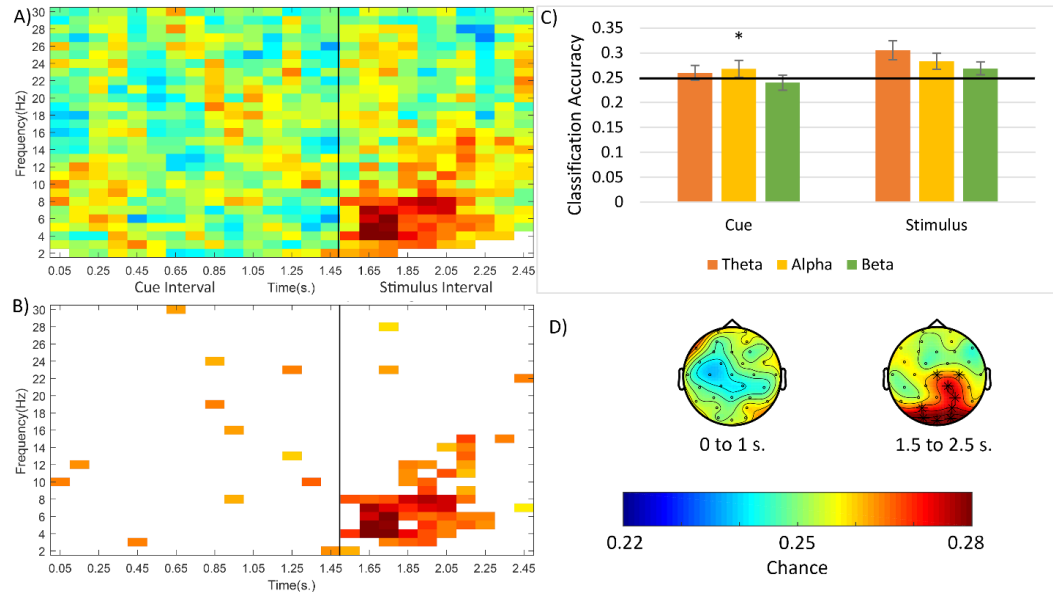 A)
30
28
26
24
22
20
18
16
14
12
10
8
6
4
2
Frequency(Hz)
0.05 0.25 0.45 0.65 0.85 1.05 1.25 1.45 1.65 1.85 2.05 2.25 2.45
Cue Interval Time(s.) Stimulus Interval
B)
30
28
26
24
22
20
18
16
14
12
10
8
6
4
2
Frequency(Hz)
0.05 0.25 0.45 0.65 0.85 1.05 1.25 1.45 1.65 1.85 2.05 2.25 2.45
Time(s.)
C)
Classification Accuracy
0.35
0.3
0.25
0.2
0.15
0.1
0.05
0
*
Cue Stimulus
Theta Alpha Beta
D)
0 to 1 s. 1.5 to 2.5 s.
0.22 0.25 0.28
Chance